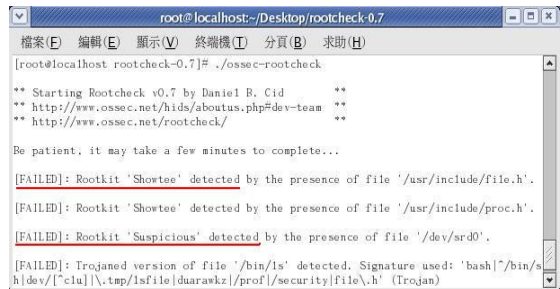 root@localhost:~/Desktop/rootcheck-0.7
檔案(F) 編輯(E) 顯示(V) 終端機(T) 分頁(B) 求助(H)
[root@localhost rootcheck-0.7]# ./ossec-rootcheck
** Starting Rootcheck v0.7 by Daniel B. Cid **
** http://www.ossec.net/hids/aboutus.php#dev-team **
** http://www.ossec.net/rootcheck/ **
Be patient, it may take a few minutes to complete...
[FAILED]: Rootkit 'Showtee' detected by the presence of file '/usr/include/file.h'.
[FAILED]: Rootkit 'Showtee' detected by the presence of file '/usr/include/proc.h'.
[FAILED]: Rootkit 'Suspicious' detected by the presence of file '/dev/srd0'.
[FAILED]: Trojaned version of file '/bin/ls' detected. Signature used: 'bash|^/bin/s
h|dev/[^clu]|\.tmp/lsfile|duarawkz|/prof|/security|file\.h' (Trojan)